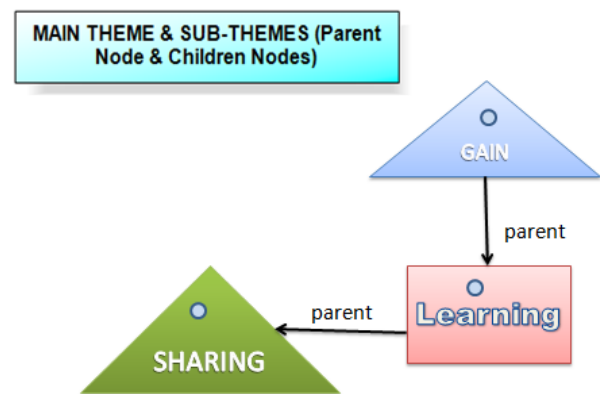 MAIN THEME & SUB-THEMES (Parent
Node & Children Nodes)
GAIN
parent
Learning
parent
SHARING